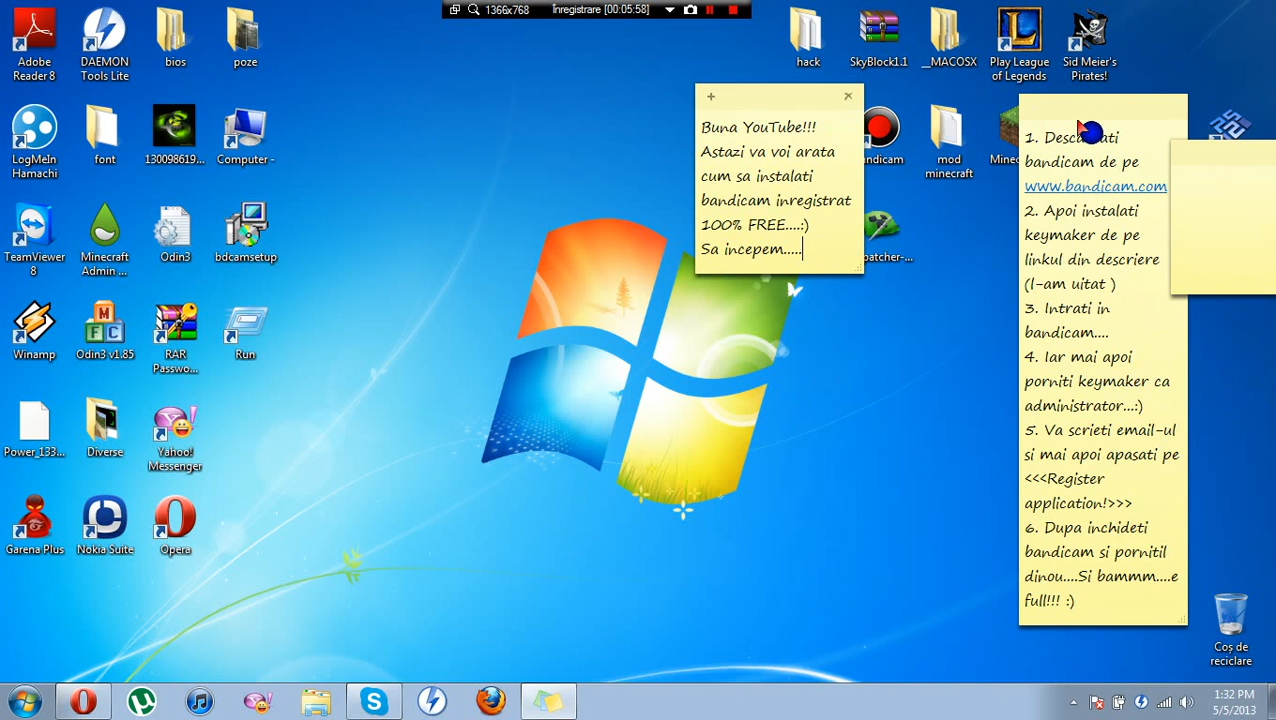 1366x768 Înregistrare [00:05:58]
Adobe Reader 8
DAEMON Tools Lite
bios
poze
hack
SkyBlock1.1
__MACOSX
Play League of Legends
Sid Meier's Pirates!
LogMeIn Hamachi
font
130098619...
Computer -
mod minecraft
TeamViewer 8
Minecraft Admin ...
Odin3
bdcamsetup
Winamp
Odin3 v1.85
RAR Passwo...
Run
Power_133...
Diverse
Yahoo! Messenger
Garena Plus
Nokia Suite
Opera
Buna YouTube!!!
Astazi va voi arata
cum sa instalati
bandicam inregistrat
100% FREE....:)
Sa incepem.....
bandicam de pe
www.bandicam.com
2. Apoi instalati
keymaker de pe
linkul din descriere
(l-am uitat )
3. Intrati in
bandicam....
4. Iar mai apoi
porniti keymaker ca
administrator...:)
5. Va scrieti email-ul
si mai apoi apasati pe
<<<Register
application!>>>
6. Dupa inchideti
bandicam si pornitil
dinou....Si bammm....e
full!!! :)
Coș de
reciclare
1:32 PM
5/5/2013